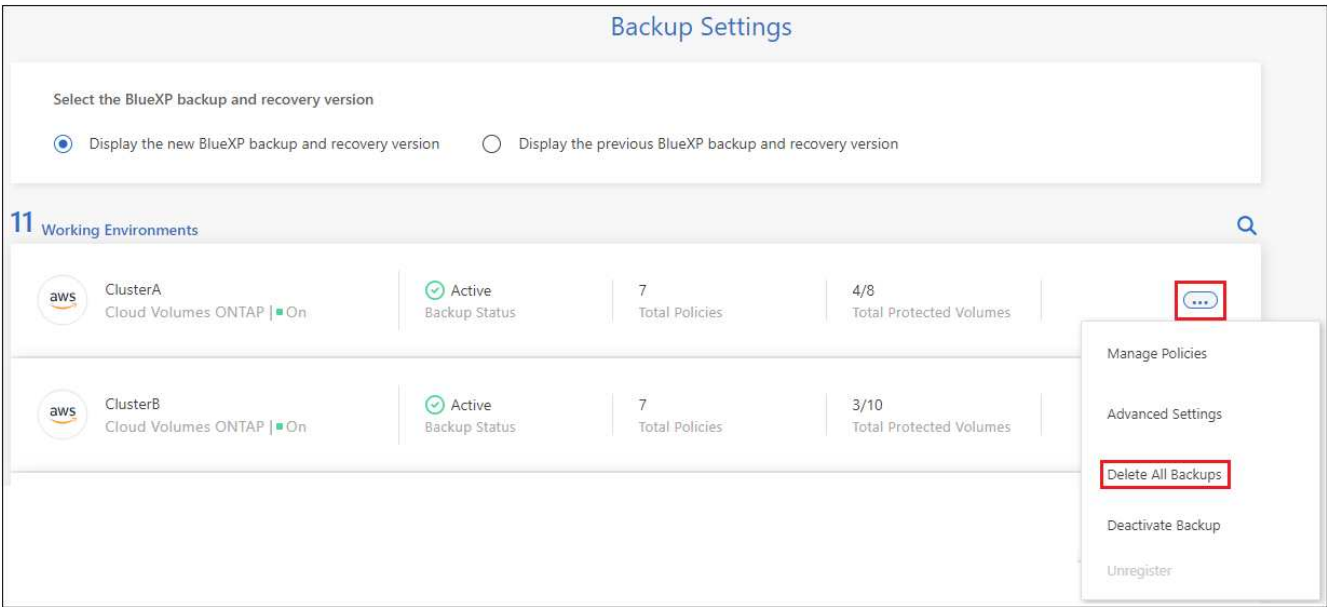 Backup Settings
Select the BlueXP backup and recovery version
Display the new BlueXP backup and recovery version
Display the previous BlueXP backup and recovery version
11 Working Environments
aws
ClusterA
Cloud Volumes ONTAP | On
Active
Backup Status
7
Total Policies
4/8
Total Protected Volumes
...
Manage Policies
Advanced Settings
Delete All Backups
Deactivate Backup
Unregister
aws
ClusterB
Cloud Volumes ONTAP | On
Active
Backup Status
7
Total Policies
3/10
Total Protected Volumes